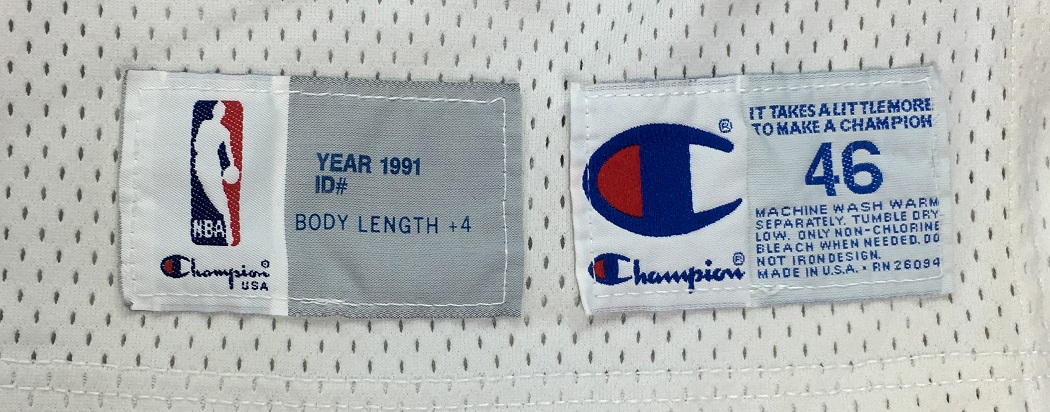 NBA
Champion®
USA
YEAR 1991
ID#
BODY LENGTH +4
®
Champion®
IT TAKES A LITTLE MORE
TO MAKE A CHAMPION
46
MACHINE WASH WARM
SEPARATELY. TUMBLE DRY
LOW. ONLY NON-CHLORINE
BLEACH WHEN NEEDED. DO
NOT IRON DESIGN.
MADE IN U.S.A. • RN 26094